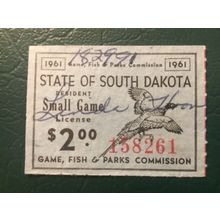 1961 Game, Fish & Parks Commission 1961
STATE OF SOUTH DAKOTA
RESIDENT
Small Game
License
$2.00
158261
GAME, FISH & PARKS COMMISSION